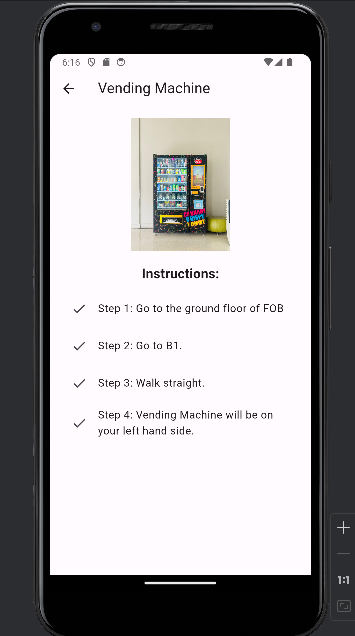 6:16
Vending Machine
Instructions:
Step 1: Go to the ground floor of FOB
Step 2: Go to B1.
Step 3: Walk straight.
Step 4: Vending Machine will be on
your left hand side.
1:1